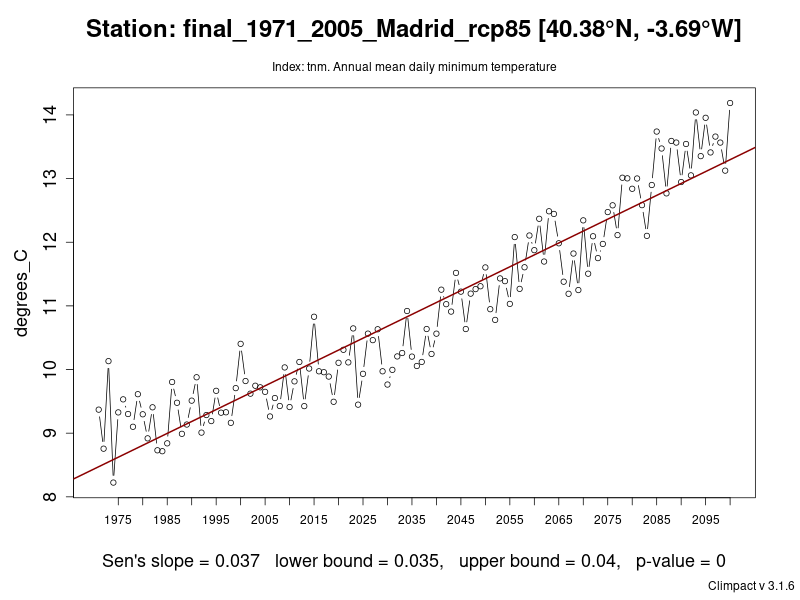 Station: final_1971_2005_Madrid_rcp85 [40.38°N, -3.69°W]
Index: tnm. Annual mean daily minimum temperature
degrees_C
14
13
12
11
10
9
8
1975 1985 1995 2005 2015 2025 2035 2045 2055 2065 2075 2085 2095
Sen's slope = 0.037 lower bound = 0.035, upper bound = 0.04, p-value = 0
Climpact v 3.1.6